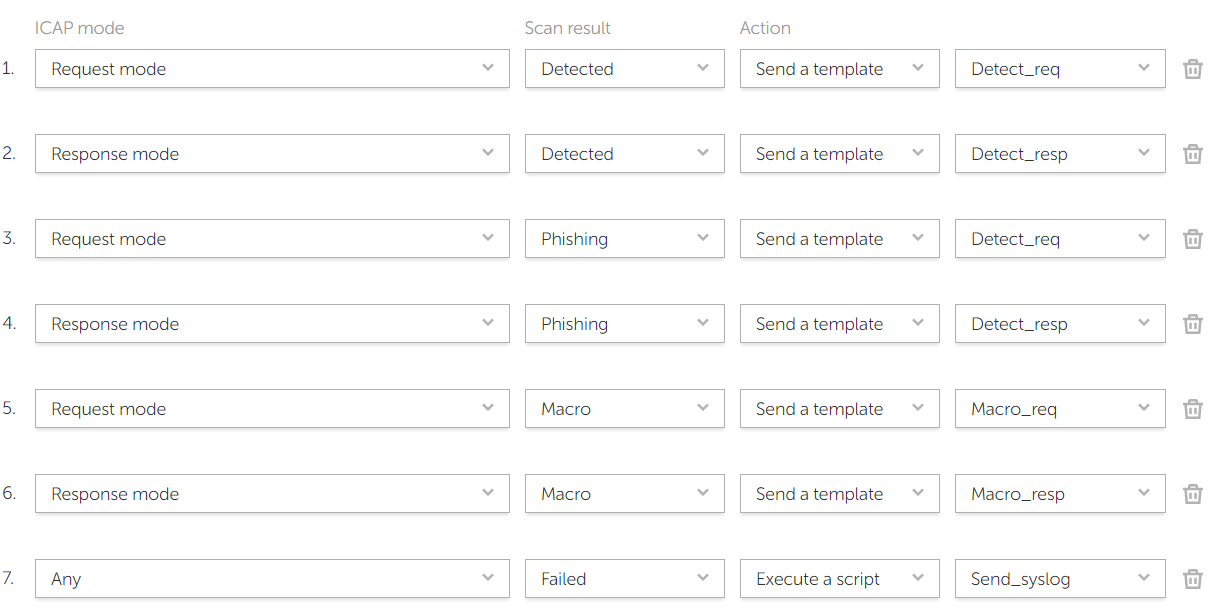 ICAP mode Scan result Action
1. Request mode Detected Send a template Detect_req
2. Response mode Detected Send a template Detect_resp
3. Request mode Phishing Send a template Detect_req
4. Response mode Phishing Send a template Detect_resp
5. Request mode Macro Send a template Macro_req
6. Response mode Macro Send a template Macro_resp
7. Any Failed Execute a script Send_syslog